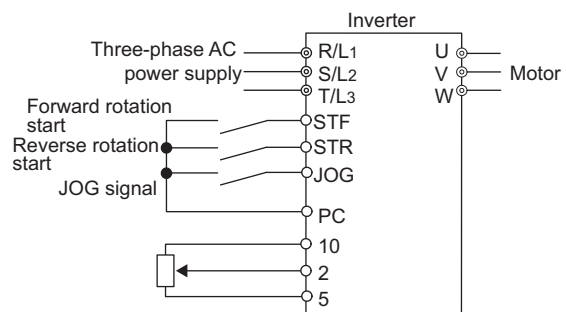 Inverter
Three-phase AC
power supply
R/L1
S/L2
T/L3
U
V
W
Motor
Forward rotation
start
STF
Reverse rotation
start
STR
JOG signal
JOG
PC
10
2
5